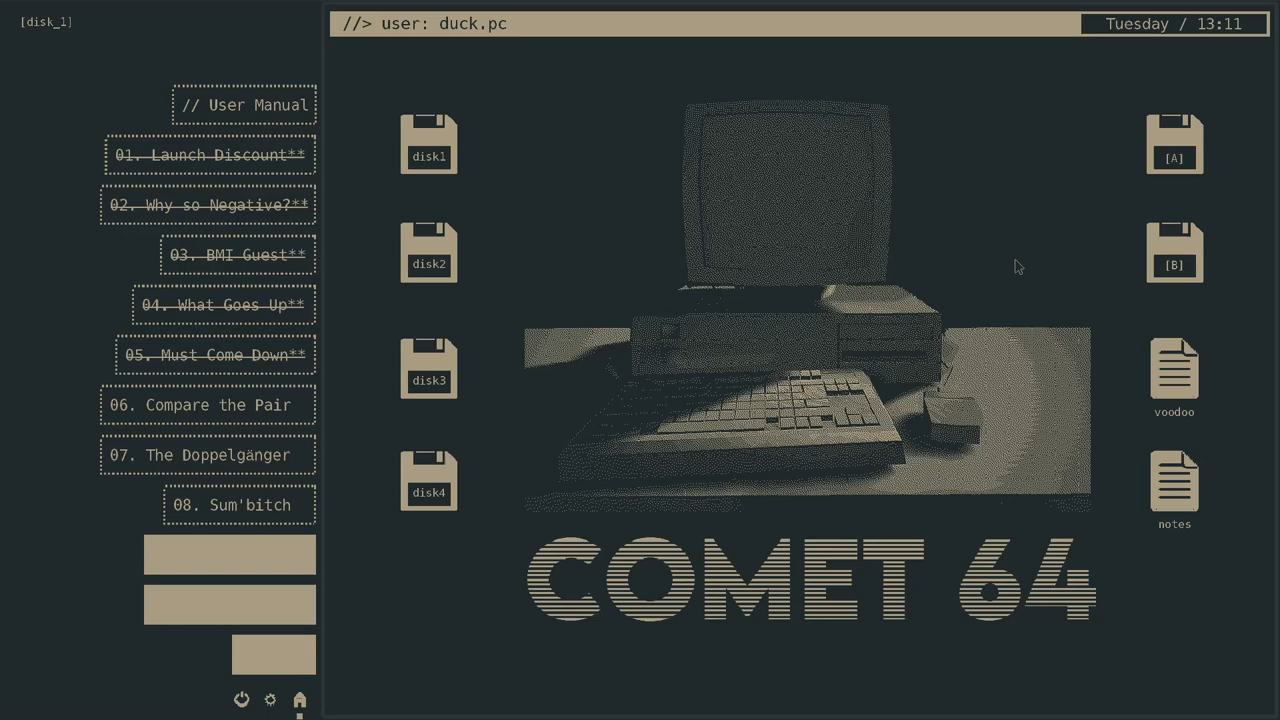 [disk_1]
//> user: duck.pc
Tuesday / 13:11
// User Manual
01. Launch Discount**
02. Why so Negative?**
03. BMI Guest**
04. What Goes Up**
05. Must Come Down**
06. Compare the Pair
07. The Doppelgänger
08. Sum'bitch
disk1
disk2
disk3
disk4
[A]
[B]
voodoo
notes
COMET 64